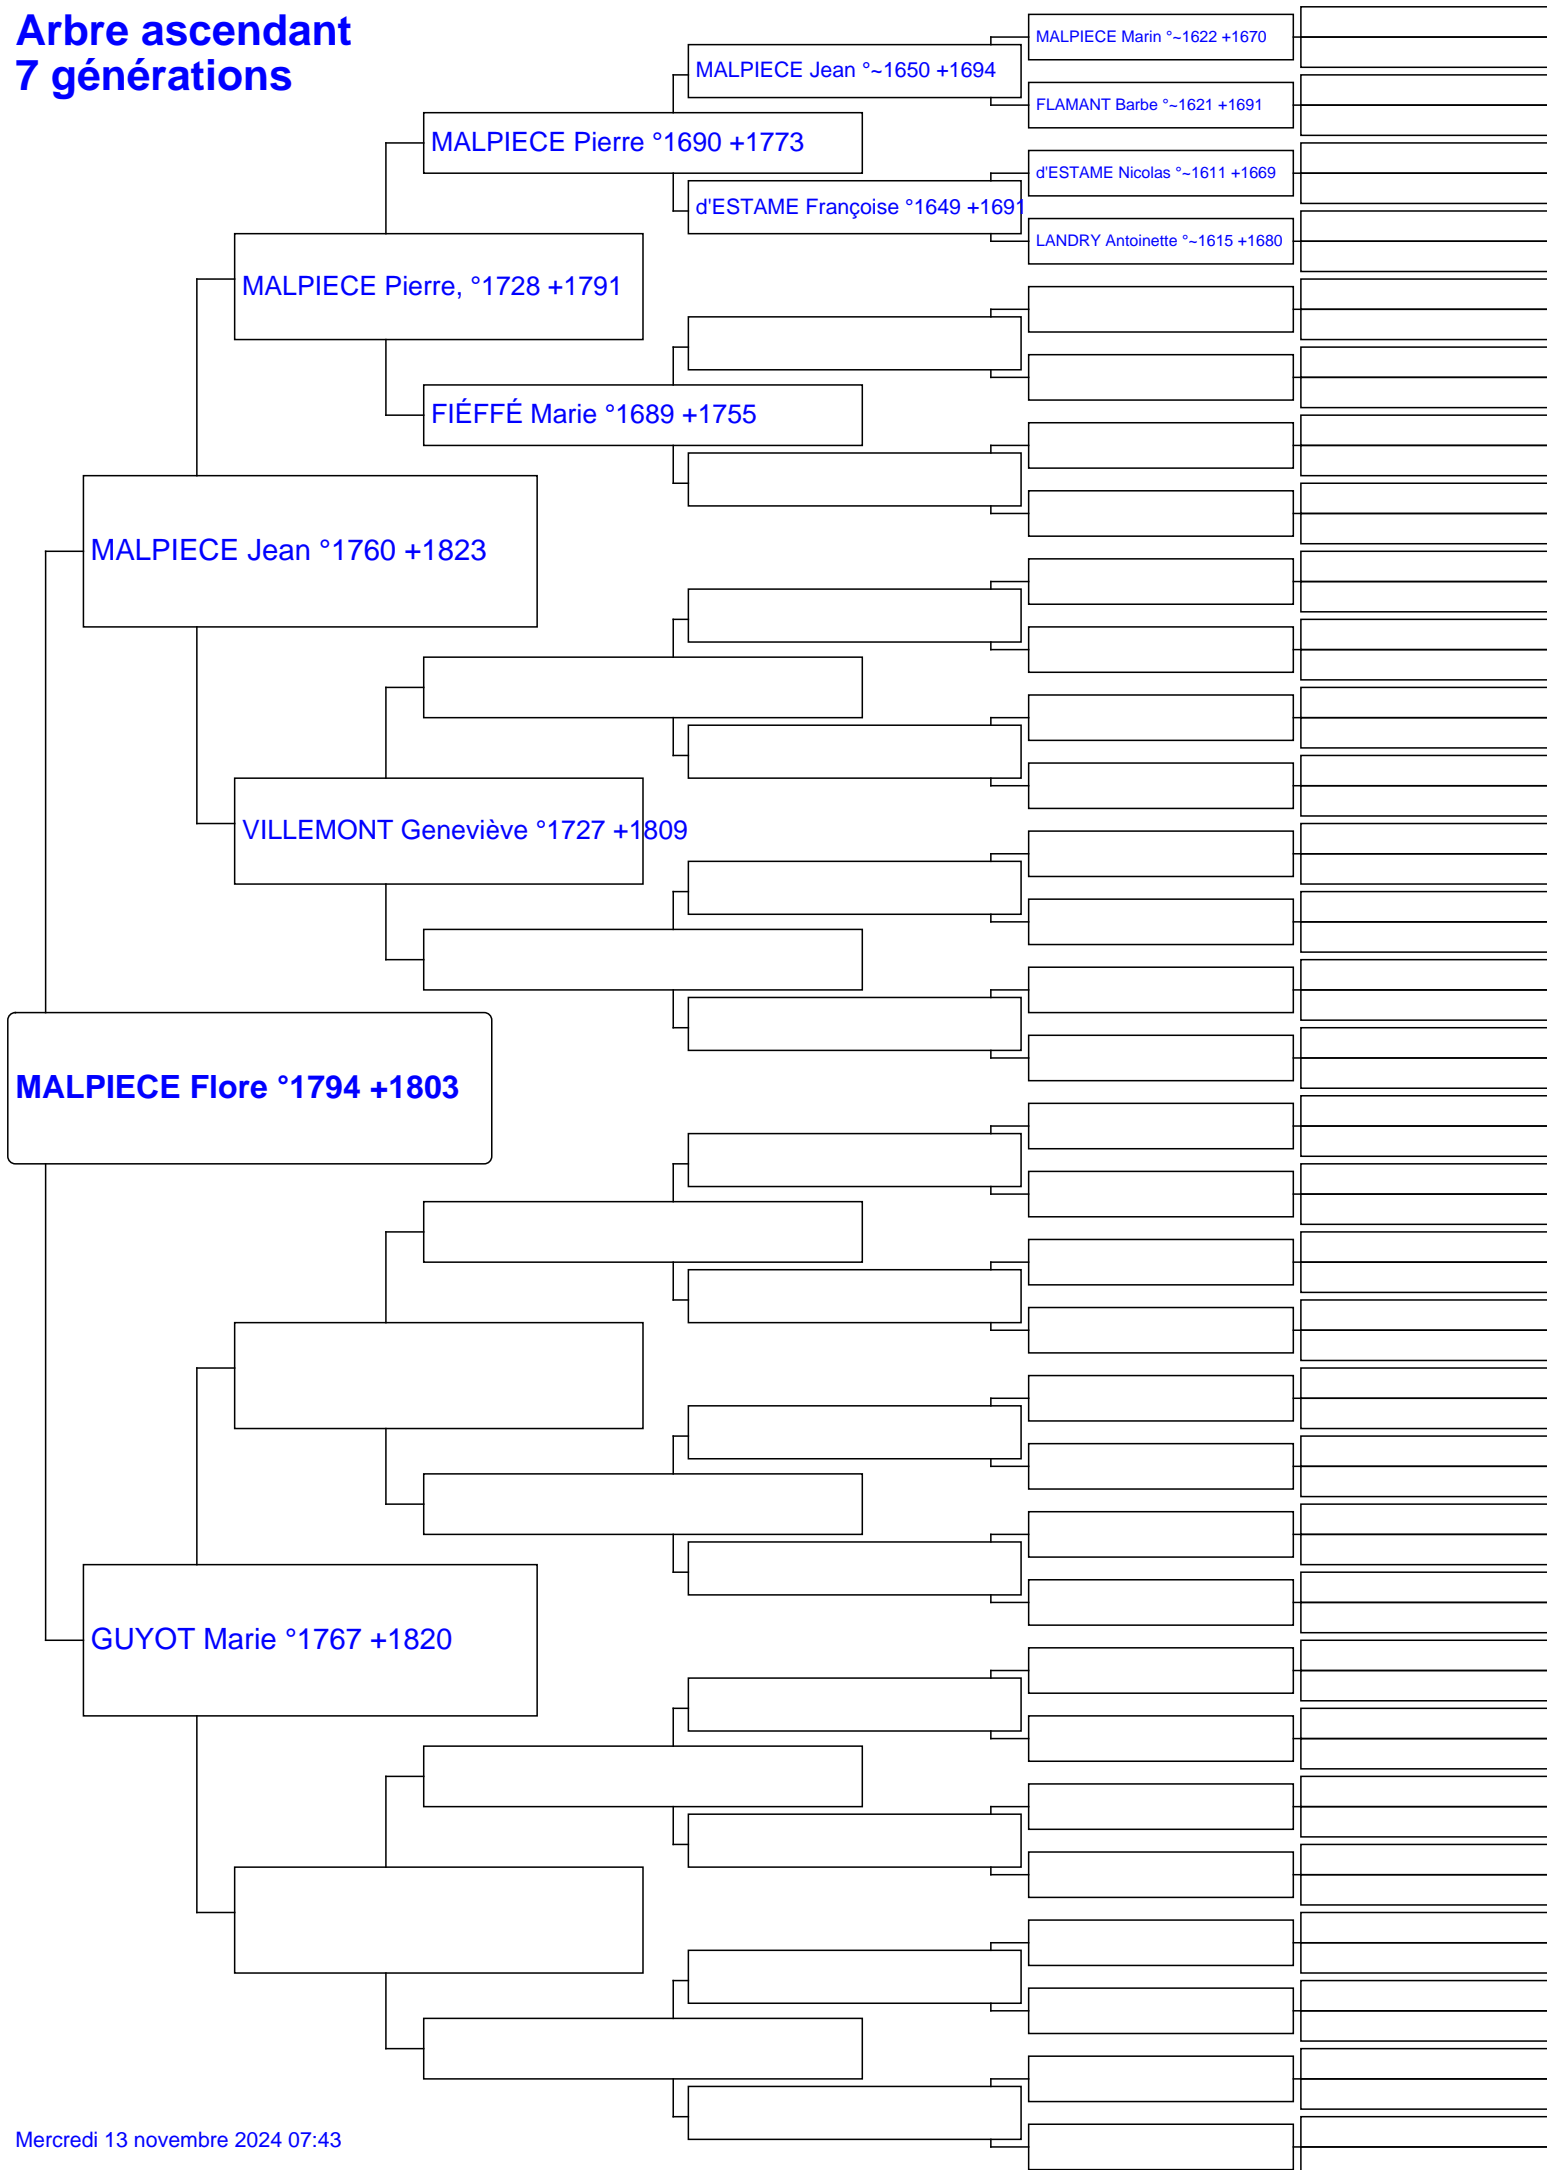 Arbre ascendant
7 générations
MALPIECE Marin °~1622 +1670
MALPIECE Jean °~1650 +1694
FLAMANT Barbe °~1621 +1691
MALPIECE Pierre °1690 +1773
d'ESTAME Nicolas °~1611 +1669
d'ESTAME Françoise °1649 +1691
LANDRY Antoinette °~1615 +1680
MALPIECE Pierre, °1728 +1791
FIÉFFÉ Marie °1689 +1755
MALPIECE Jean °1760 +1823
VILLEMONT Geneviève °1727 +1809
MALPIECE Flore °1794 +1803
GUYOT Marie °1767 +1820
Mercredi 13 novembre 2024 07:43